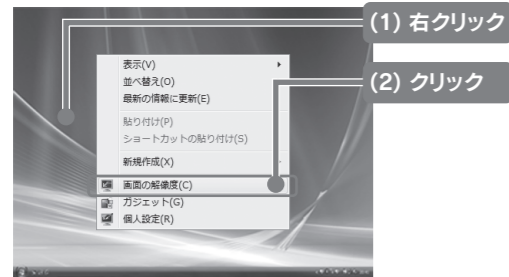 (1) 右クリック
表示(V)
並べ替え(O)
最新の情報に更新(E)
(2) クリック
貼り付け(P)
ショートカットの貼り付け(S)
新規作成(X)
画面の解像度(C)
ガジェット(G)
個人設定(R)